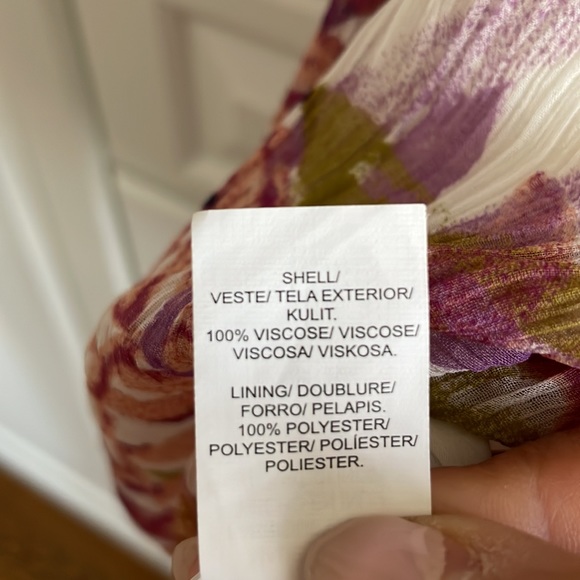 SHELL/
VESTE/ TELA EXTERIOR/
KULIT.
100% VISCOSE/ VISCOSE/
VISCOSA/ VISKOSA.
LINING/ DOUBLURE/
FORRO/ PELAPIS.
100% POLYESTER/
POLYESTER/ POLÍESTER/
POLIESTER.